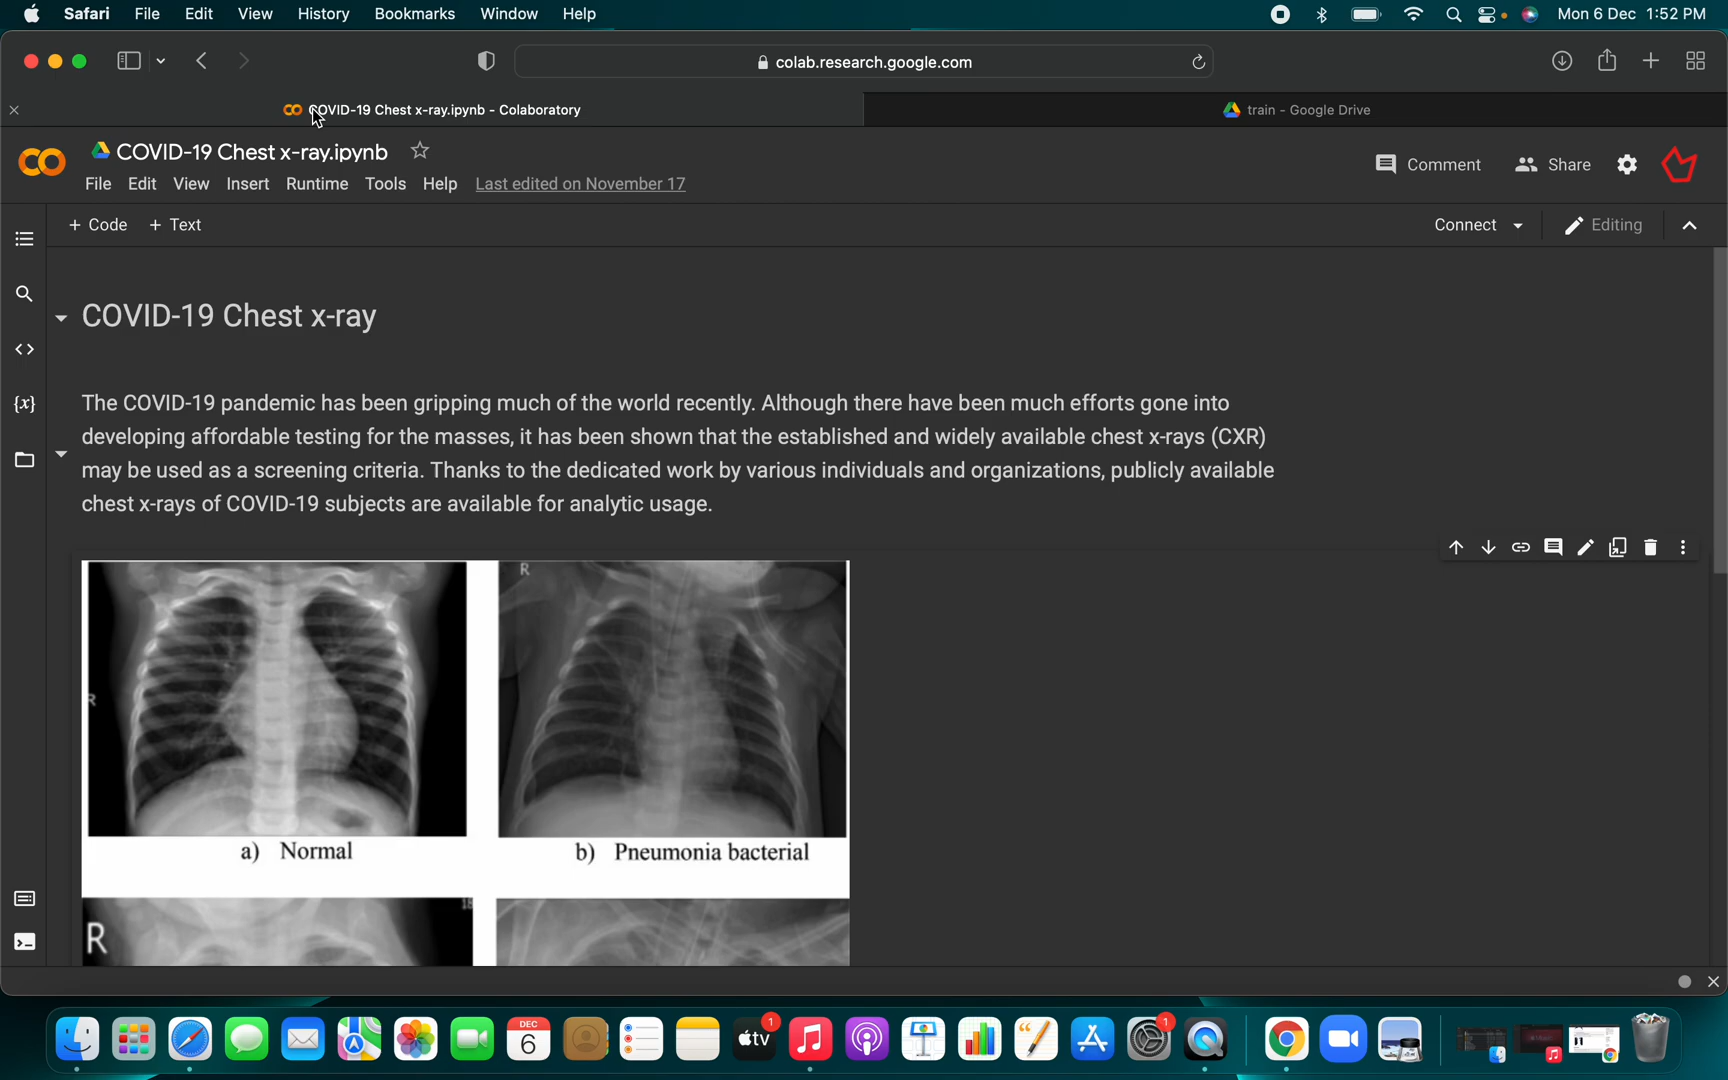 Safari File Edit View History Bookmarks Window Help Mon 6 Dec 1:52 PM
colab.research.google.com
COVID-19 Chest x-ray.ipynb - Colaboratory train - Google Drive
COVID-19 Chest x-ray.ipynb
Comment Share
File Edit View Insert Runtime Tools Help Last edited on November 17
+ Code + Text Connect Editing
COVID-19 Chest x-ray
{x}
The COVID-19 pandemic has been gripping much of the world recently. Although there have been much efforts gone into
developing affordable testing for the masses, it has been shown that the established and widely available chest x-rays (CXR)
may be used as a screening criteria. Thanks to the dedicated work by various individuals and organizations, publicly available
chest x-rays of COVID-19 subjects are available for analytic usage.
R
R
a) Normal b) Pneumonia bacterial
18
R
DEC
6
tv
1
1